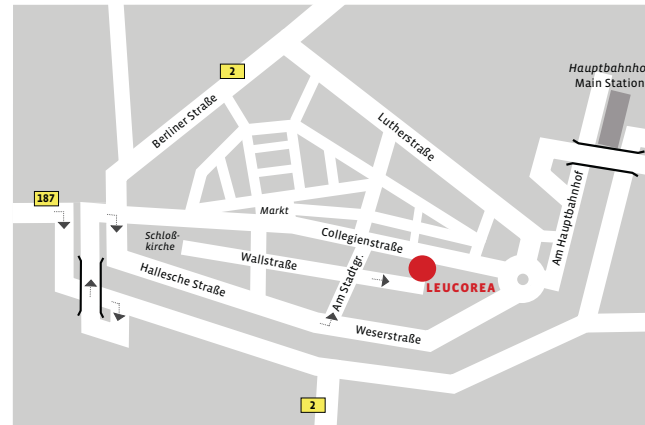 Hauptbahnho
Main Station
2
Berliner Straße
Lutherstraße
187
Markt
Schloß-
kirche
Collegienstraße
Am Hauptbahnhof
Wallstraße
Hallesche Straße
Am Stadtgr.
LEUCOREA
Weserstraße
2